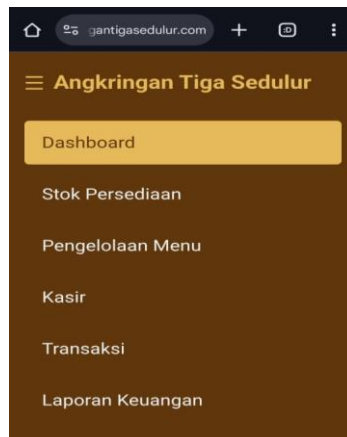 gantigasedulur.com
:D
Angkringan Tiga Sedulur
Dashboard
Stok Persediaan
Pengelolaan Menu
Kasir
Transaksi
Laporan Keuangan